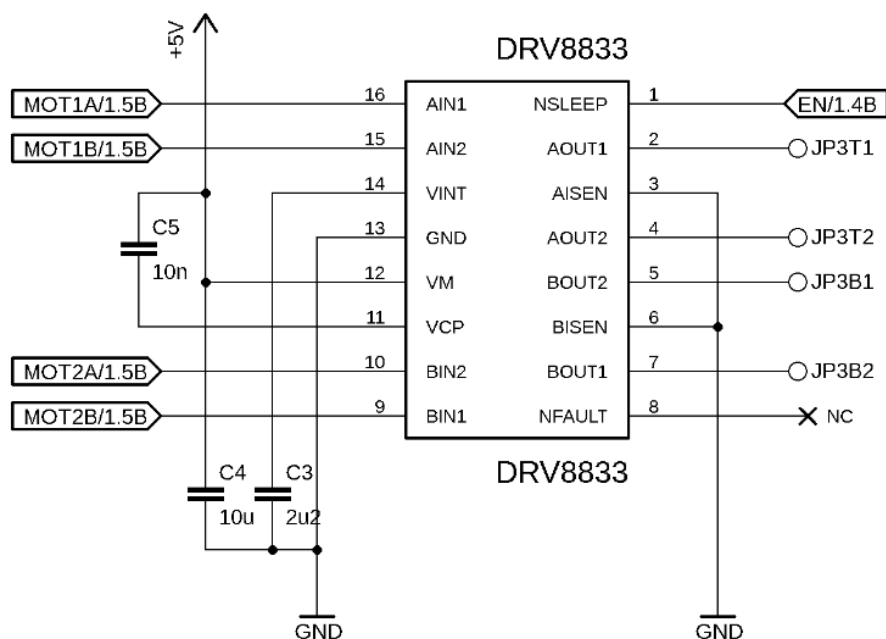 +5V
DRV8833
MOT1A/1.5B 16 AIN1 NSLEEP 1 EN/1.4B
MOT1B/1.5B 15 AIN2 AOUT1 2 JP3T1
14 VINT AISEN 3
C5 13 GND AOUT2 4 JP3T2
10n 12 VM BOUT2 5 JP3B1
11 VCP BISEN 6
MOT2A/1.5B 10 BIN2 BOUT1 7 JP3B2
MOT2B/1.5B 9 BIN1 NFAULT 8 NC
DRV8833
C4 C3
10u 2u2
GND GND